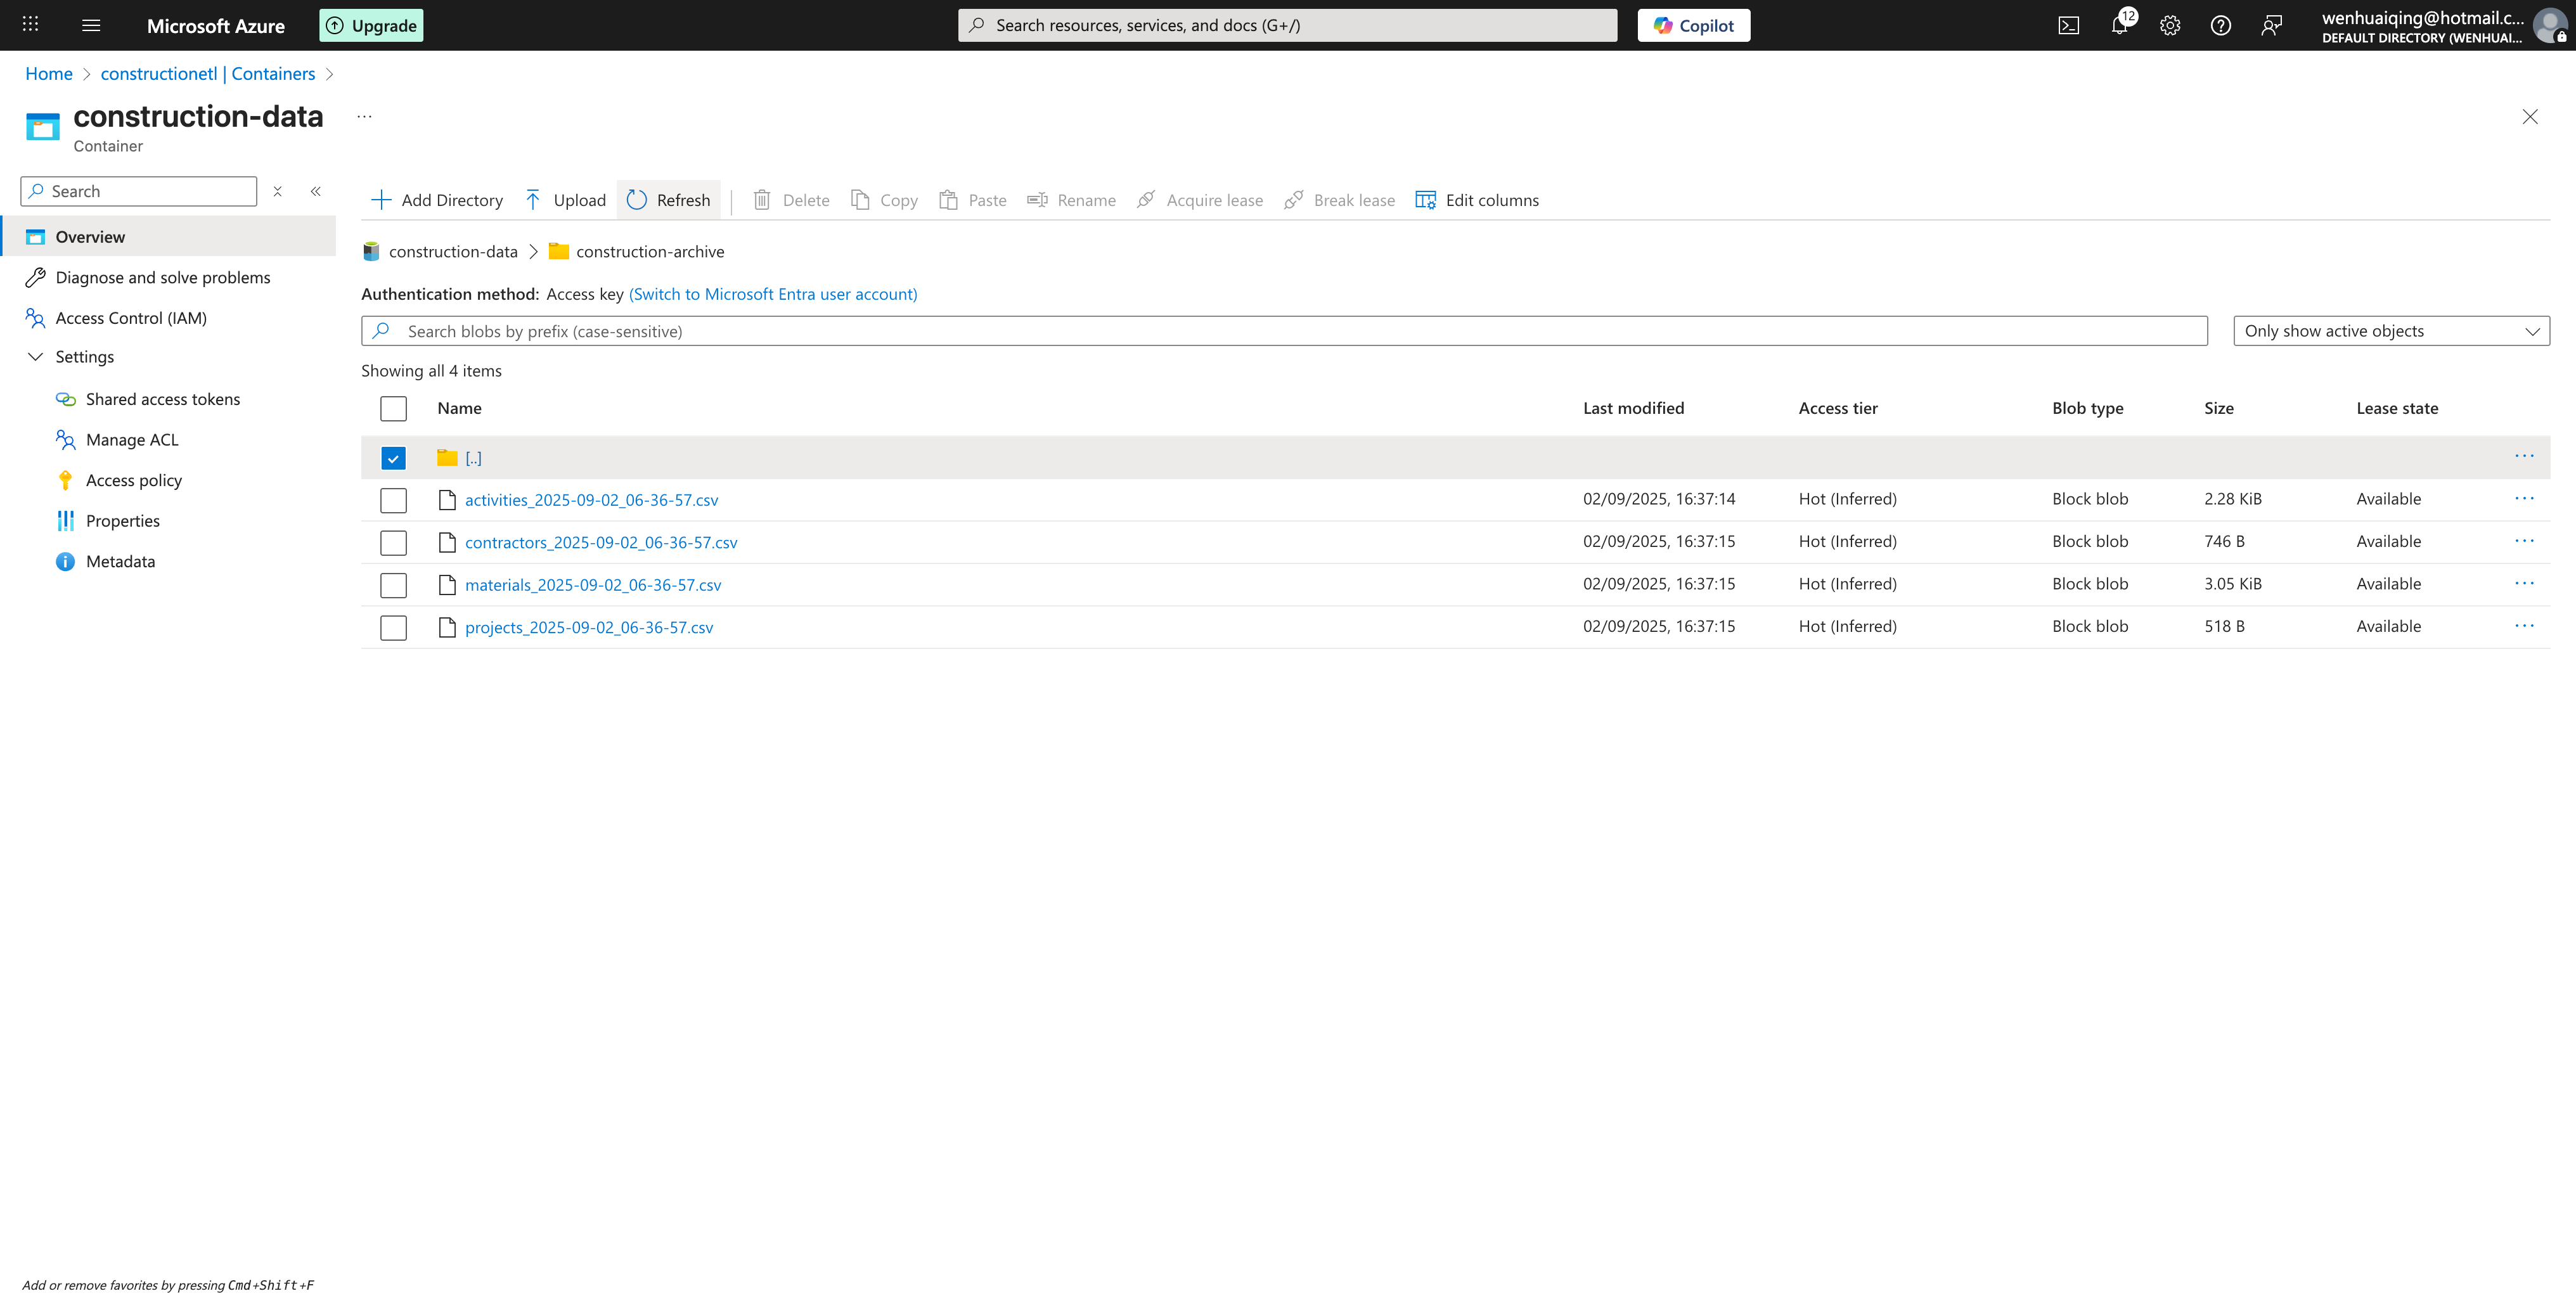 Microsoft Azure
Upgrade
Search resources, services, and docs (G+/)
Copilot
12
wenhuaiqing@hotmail.c...
DEFAULT DIRECTORY (WENHUAI...
Home > constructionetl | Containers >
construction-data
...
Container
Search
Overview
Diagnose and solve problems
Access Control (IAM)
Settings
Shared access tokens
Manage ACL
Access policy
Properties
Metadata
Add Directory Upload Refresh Delete Copy Paste Rename Acquire lease Break lease Edit columns
construction-data > construction-archive
Authentication method: Access key (Switch to Microsoft Entra user account)
Search blobs by prefix (case-sensitive)
Only show active objects
Showing all 4 items
Name Last modified Access tier Blob type Size Lease state
[..] ...
activities_2025-09-02_06-36-57.csv 02/09/2025, 16:37:14 Hot (Inferred) Block blob 2.28 KiB Available ...
contractors_2025-09-02_06-36-57.csv 02/09/2025, 16:37:15 Hot (Inferred) Block blob 746 B Available ...
materials_2025-09-02_06-36-57.csv 02/09/2025, 16:37:15 Hot (Inferred) Block blob 3.05 KiB Available ...
projects_2025-09-02_06-36-57.csv 02/09/2025, 16:37:15 Hot (Inferred) Block blob 518 B Available ...
Add or remove favorites by pressing Cmd+Shift+F